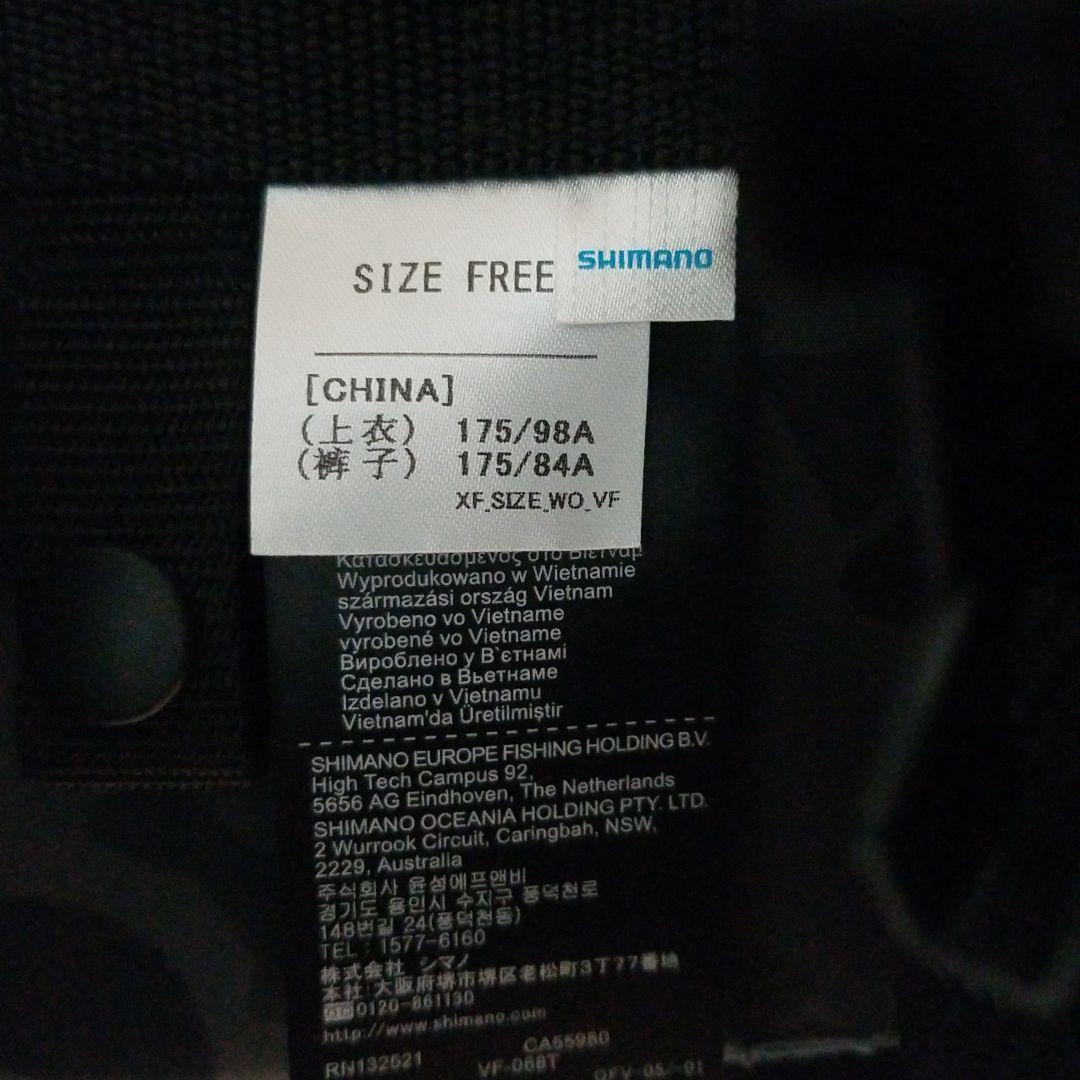 SIZE FREE
SHIMANO
[CHINA]
(上衣) 175/98A
(裤子) 175/84A
XF_SIZE_WO_VF
Κατασκευασμένος στο Βιετνάμ
Wyprodukowano w Wietnamie
származási ország Vietnam
Vyrobeno vo Vietname
vyrobené vo Vietname
Вироблено у В`єтнамі
Сделано в Вьетнаме
Izdelano v Vietnamu
Vietnam'da Üretilmiştir
SHIMANO EUROPE FISHING HOLDING B.V.
High Tech Campus 92,
5656 AG Eindhoven, The Netherlands
SHIMANO OCEANIA HOLDING PTY. LTD.
2 Wurrook Circuit, Caringbah, NSW,
2229, Australia
주식회사 윤성에프앤비
경기도 용인시 수지구 풍덕천로
148번길 24(풍덕천동)
TEL : 1577-6160
株式会社 シマノ
本社:大阪府堺市堺区老松町3丁77番地
0120-861130
http://www.shimano.com
CA55980
RN132521 VF-068T